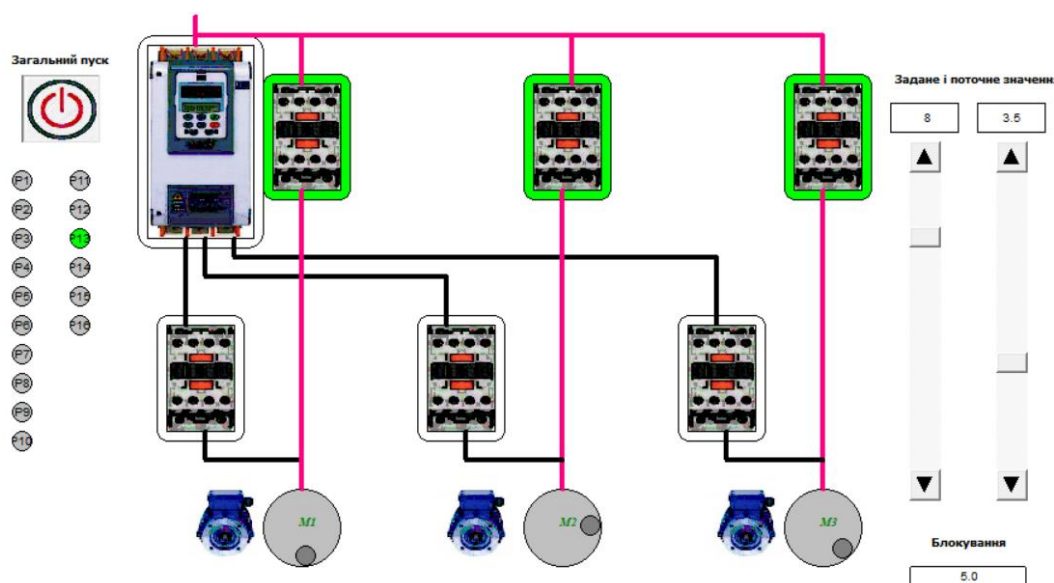 Загальний пуск
P1
P11
P2
P12
P3
P13
P4
P14
P5
P15
P6
P16
P7
P8
P9
P10
M1
M2
M3
Задане і поточне значенн
8
3.5
Блокування
5.0